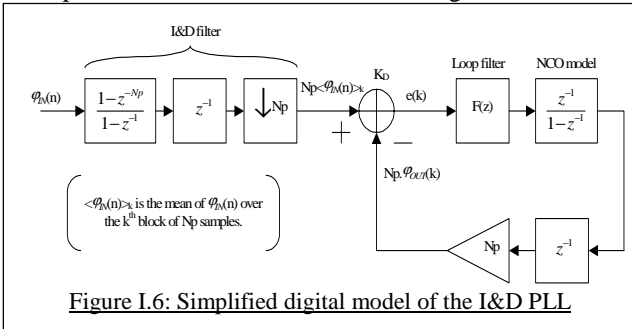 I&D filter
Loop filter
NCO model
φIN(n)
1−z^−Np
1−z^−1
z^−1
↓Np
Np<φIN(n)>k
KD
e(k)
F(z)
z^−1
1−z^−1
+
−
Np.φOUT(k)
<φIN(n)>k is the mean of φIN(n) over
the kth block of Np samples.
Np
z^−1
Figure I.6: Simplified digital model of the I&D PLL